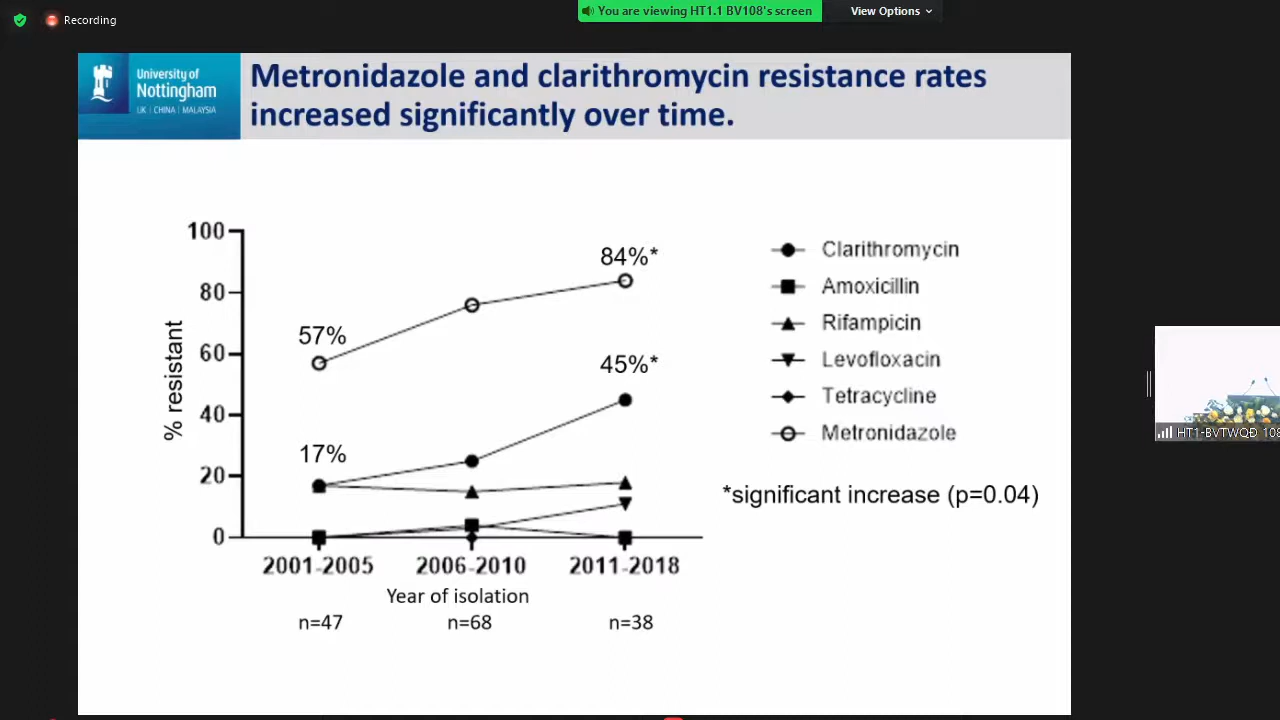 Recording
You are viewing HT1.1 BV108's screen
View Options
University of
Nottingham
UK | CHINA | MALAYSIA
Metronidazole and clarithromycin resistance rates
increased significantly over time.
% resistant
100
80
60
40
20
0
57%
84%*
17%
45%*
2001-2005
2006-2010
2011-2018
Year of isolation
n=47
n=68
n=38
Clarithromycin
Amoxicillin
Rifampicin
Levofloxacin
Tetracycline
Metronidazole
*significant increase (p=0.04)
HT1-BVTWQĐ 108